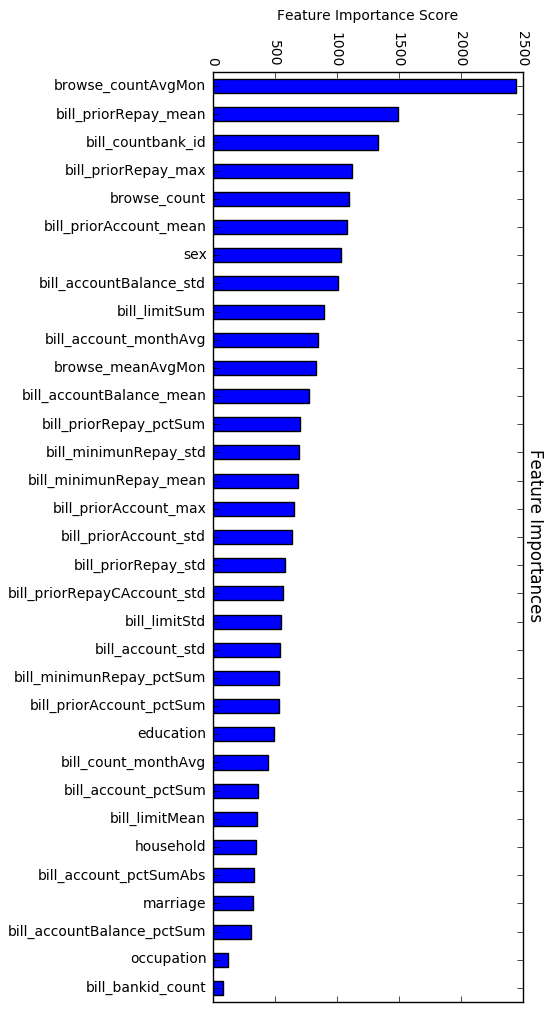 Feature Importance Score
0 500 1000 1500 2000 2500
browse_countAvgMon
bill_priorRepay_mean
bill_countbank_id
bill_priorRepay_max
browse_count
bill_priorAccount_mean
sex
bill_accountBalance_std
bill_limitSum
bill_account_monthAvg
browse_meanAvgMon
bill_accountBalance_mean
bill_priorRepay_pctSum
bill_minimunRepay_std
bill_minimunRepay_mean
bill_priorAccount_max
bill_priorAccount_std
bill_priorRepay_std
bill_priorRepayCAccount_std
bill_limitStd
bill_account_std
bill_minimunRepay_pctSum
bill_priorAccount_pctSum
education
bill_count_monthAvg
bill_account_pctSum
bill_limitMean
household
bill_account_pctSumAbs
marriage
bill_accountBalance_pctSum
occupation
bill_bankid_count
Feature Importances